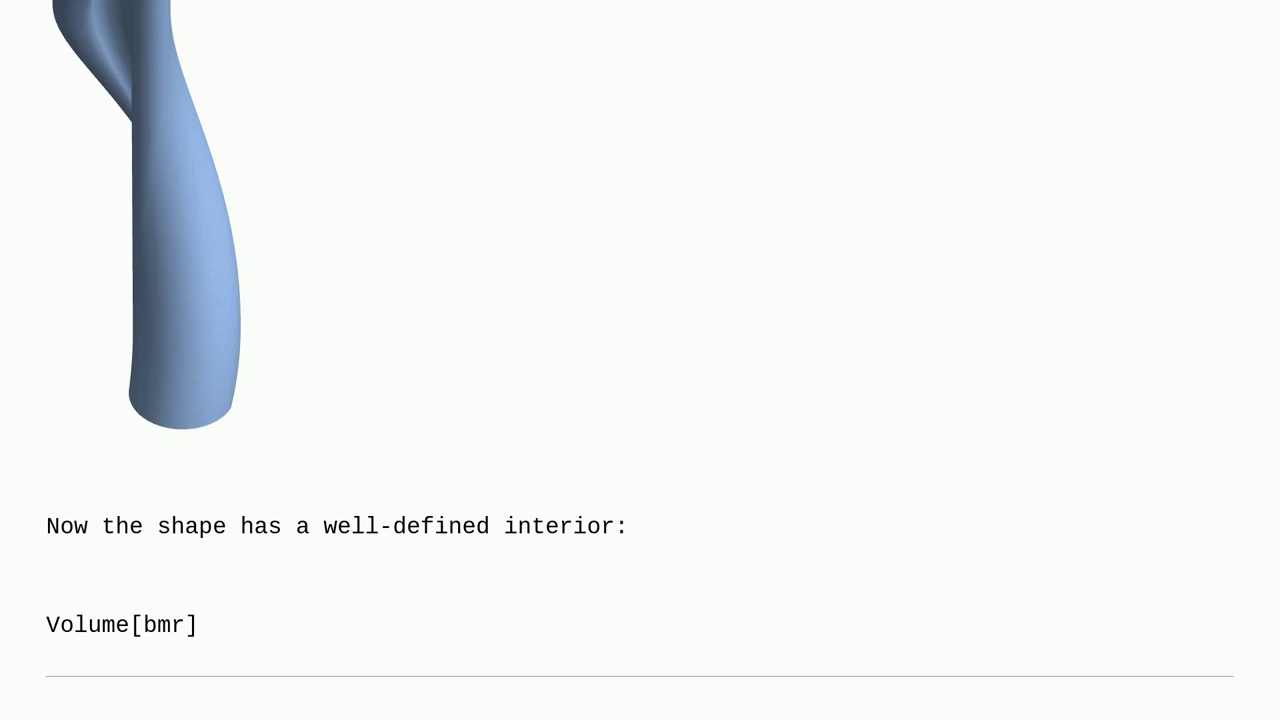 Now the shape has a well-defined interior:
Volume[bmr]